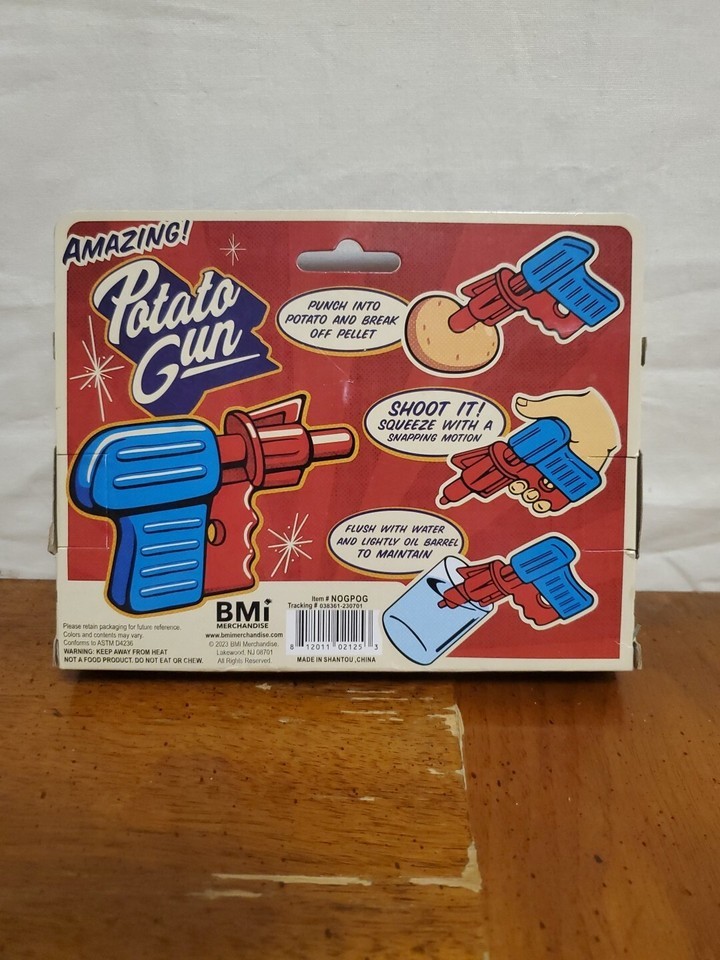 AMAZING!
Potato
Gun
PUNCH INTO
POTATO AND BREAK
OFF PELLET
SHOOT IT!
SQUEEZE WITH A
SNAPPING MOTION
FLUSH WITH WATER
AND LIGHTLY OIL BARREL
TO MAINTAIN
Please retain packaging for future reference.
Colors and contents may vary.
Conforms to ASTM D4236
WARNING: KEEP AWAY FROM HEAT
NOT A FOOD PRODUCT. DO NOT EAT OR CHEW.
BMi
MERCHANDISE
www.bmimerchandise.com
© 2023 BMI Merchandise.
Lakewood, NJ 08701
All Rights Reserved.
Item # NOGPOG
Tracking # 038361-230701
8 12011 02125 3
MADE IN SHANTOU ,CHINA